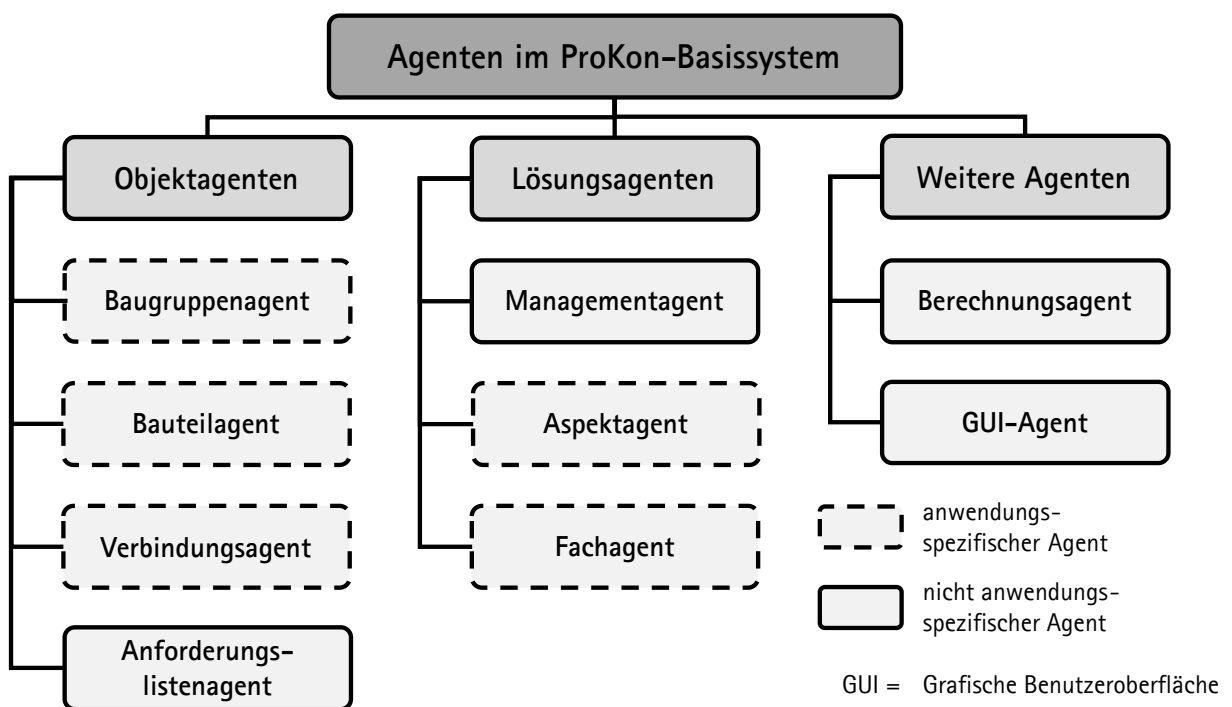 Agenten im ProKon-Basissystem
Objektagenten
Baugruppenagent
Bauteilagent
Verbindungsagent
Anforderungs-
listenagent
Lösungsagenten
Managementagent
Aspektagent
Fachagent
Weitere Agenten
Berechnungsagent
GUI-Agent
anwendungs-
spezifischer Agent
nicht anwendungs-
spezifischer Agent
GUI = Grafische Benutzeroberfläche